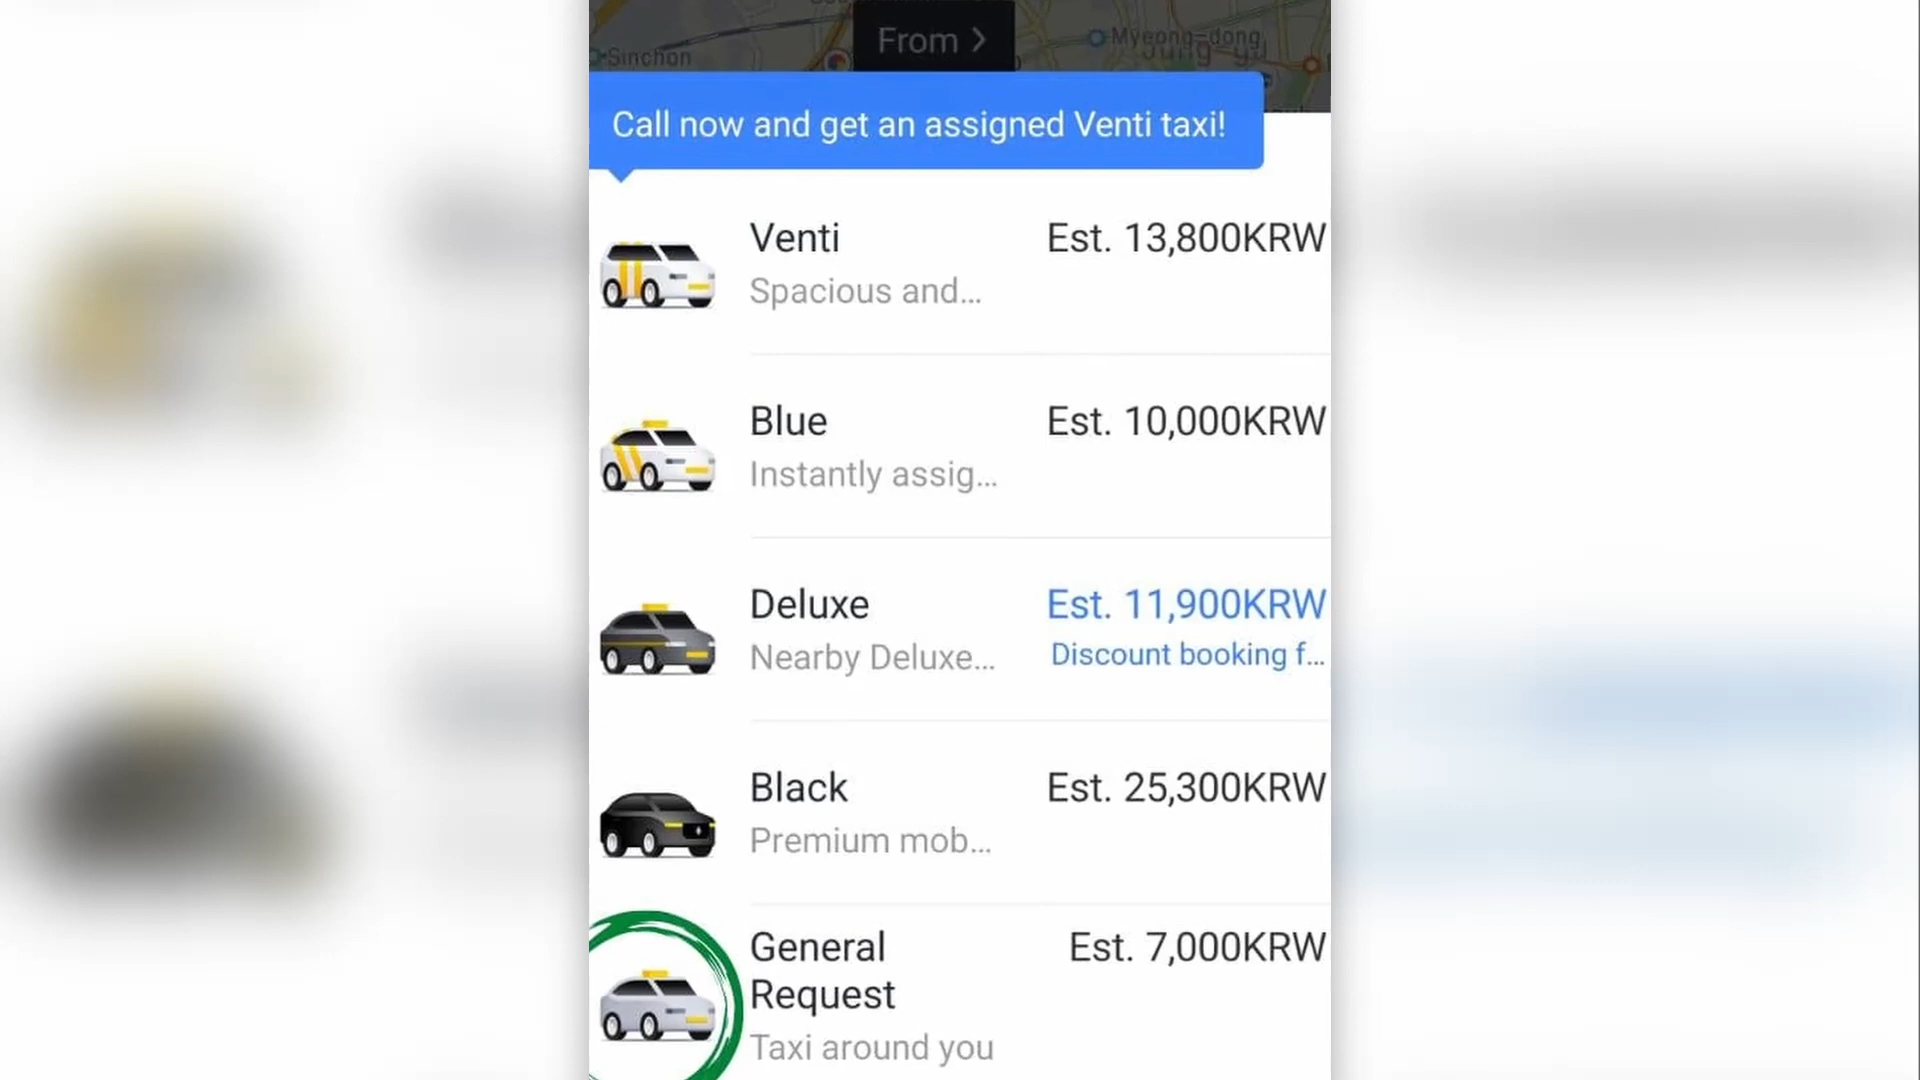 From >
Sinchon
Myeong-dong
Jung-gu
Call now and get an assigned Venti taxi!
Venti Est. 13,800KRW
Spacious and...
Blue Est. 10,000KRW
Instantly assig...
Deluxe Est. 11,900KRW
Nearby Deluxe... Discount booking f...
Black Est. 25,300KRW
Premium mob...
General Est. 7,000KRW
Request
Taxi around you